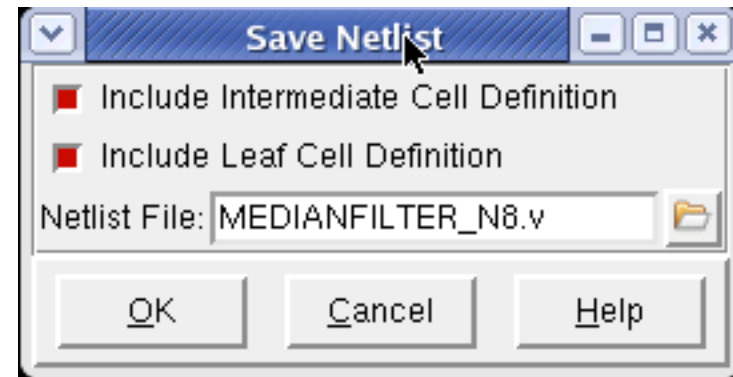 Save Netlist
Include Intermediate Cell Definition
Include Leaf Cell Definition
Netlist File: MEDIANFILTER_N8.v
OK Cancel Help